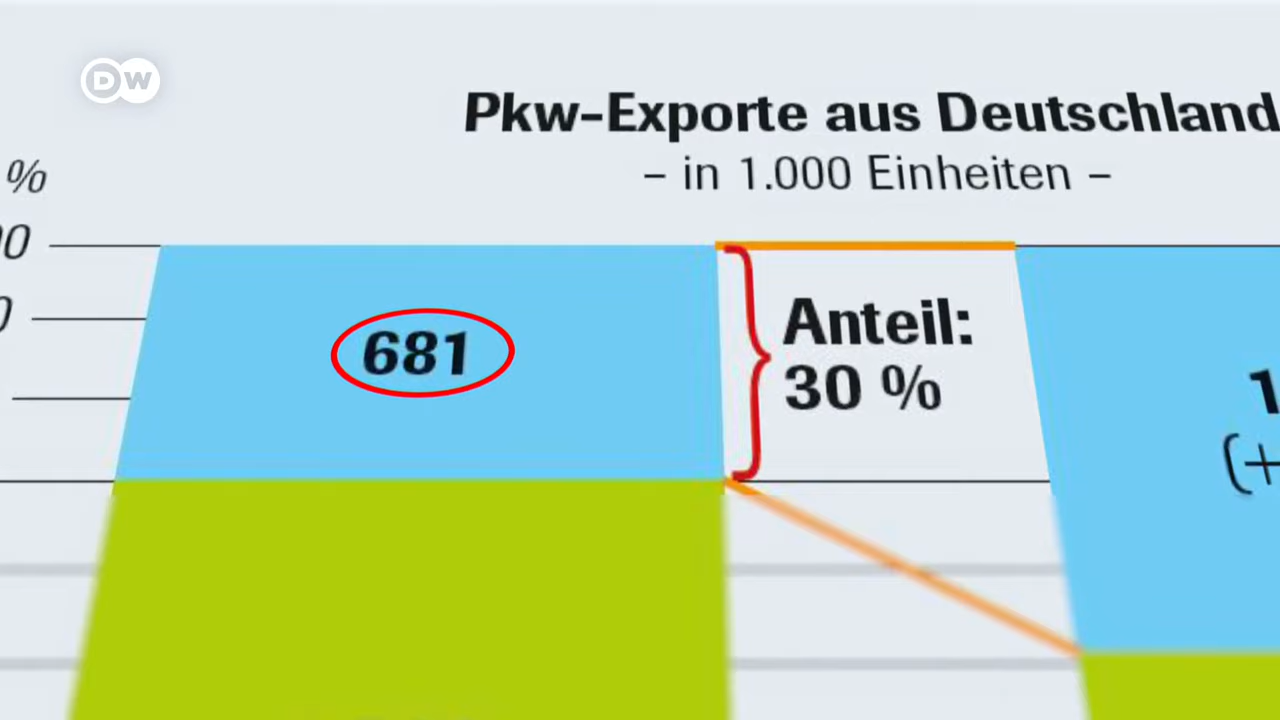 DW
Pkw-Exporte aus Deutschland
– in 1.000 Einheiten –
%
681
Anteil:
30 %
(+